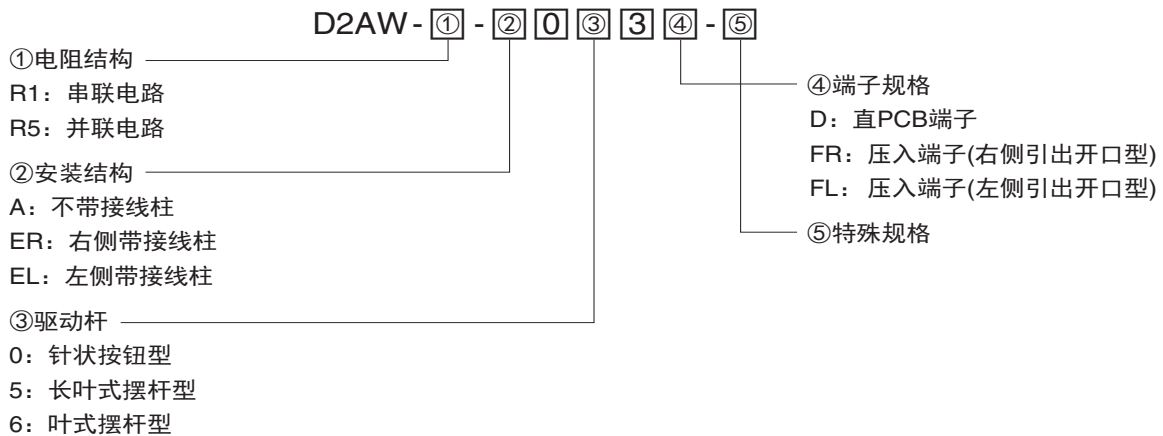 D2AW-①-②0③3④-⑤
①电阻结构
R1：串联电路
R5：并联电路
②安装结构
A：不带接线柱
ER：右侧带接线柱
EL：左侧带接线柱
③驱动杆
0：针状按钮型
5：长叶式摆杆型
6：叶式摆杆型
④端子规格
D：直PCB端子
FR：压入端子(右侧引出开口型)
FL：压入端子(左侧引出开口型)
⑤特殊规格